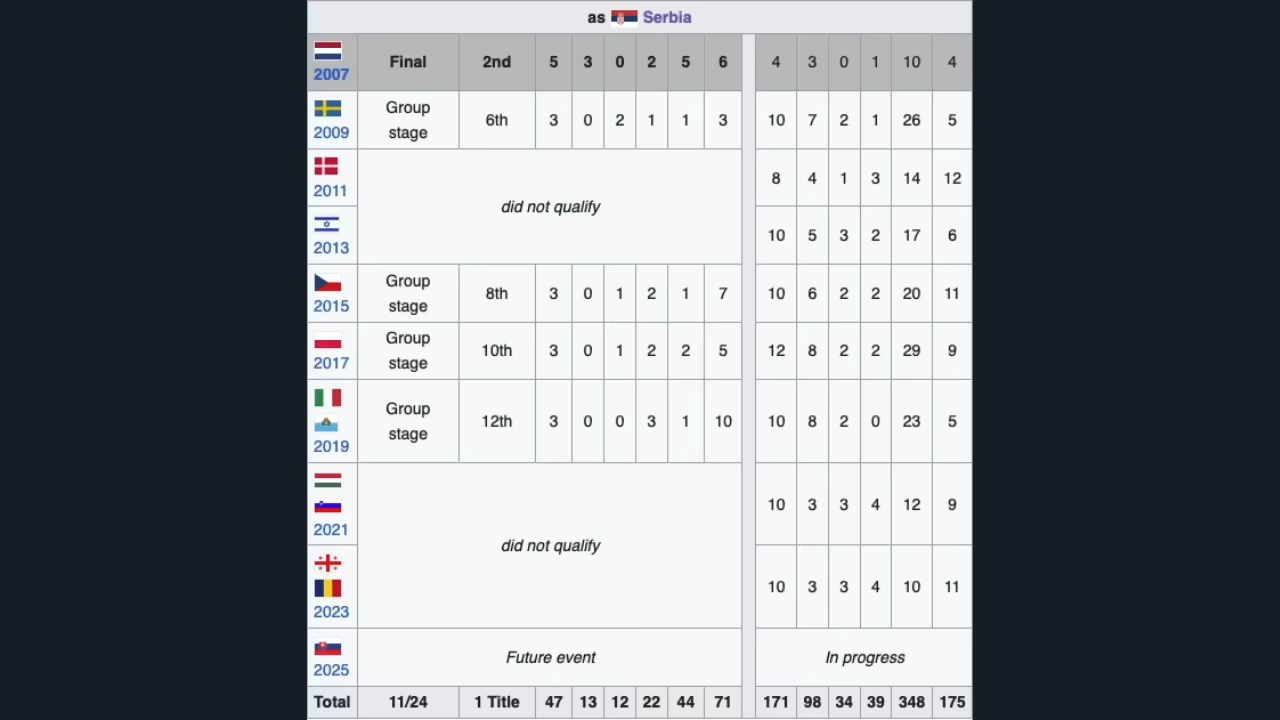 as Serbia
2007 Final 2nd 5 3 0 2 5 6 4 3 0 1 10 4
2009 Group stage 6th 3 0 2 1 1 3 10 7 2 1 26 5
2011 did not qualify 8 4 1 3 14 12
2013 10 5 3 2 17 6
2015 Group stage 8th 3 0 1 2 1 7 10 6 2 2 20 11
2017 Group stage 10th 3 0 1 2 2 5 12 8 2 2 29 9
2019 Group stage 12th 3 0 0 3 1 10 10 8 2 0 23 5
2021 did not qualify 10 3 3 4 12 9
2023 10 3 3 4 10 11
2025 Future event In progress
Total 11/24 1 Title 47 13 12 22 44 71 171 98 34 39 348 175